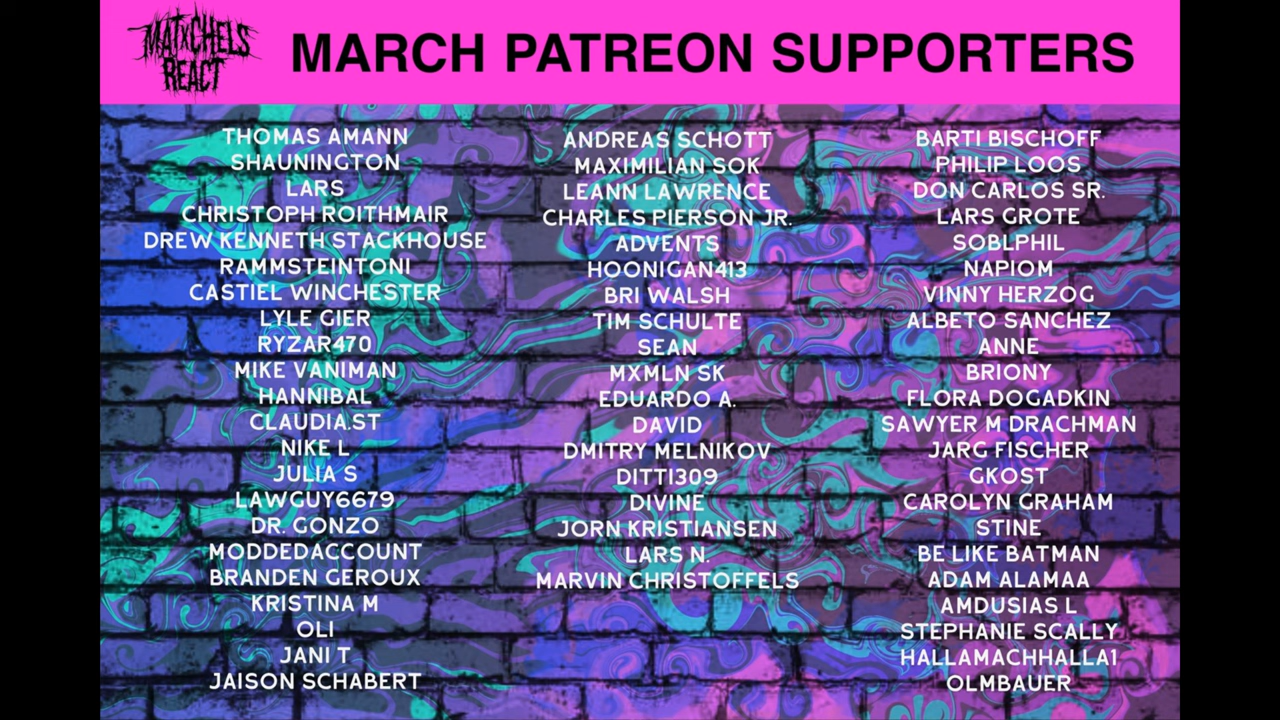 MATXCHELS
REACT
MARCH PATREON SUPPORTERS
THOMAS AMANN
SHAUNINGTON
LARS
CHRISTOPH ROITHMAIR
DREW KENNETH STACKHOUSE
RAMMSTEINTONI
CASTIEL WINCHESTER
LYLE GIER
RYZAR470
MIKE VANIMAN
HANNIBAL
CLAUDIA.ST
NIKE L
JULIA S
LAWGUY6679
DR. GONZO
MODDEDACCOUNT
BRANDEN GEROUX
KRISTINA M
OLI
JANI T
JAISON SCHABERT
ANDREAS SCHOTT
MAXIMILIAN SOK
LEANN LAWRENCE
CHARLES PIERSON JR.
ADVENTS
HOONIGAN413
BRI WALSH
TIM SCHULTE
SEAN
MXMLN SK
EDUARDO A.
DAVID
DMITRY MELNIKOV
DITTI309
DIVINE
JORN KRISTIANSEN
LARS N.
MARVIN CHRISTOFFELS
BARTI BISCHOFF
PHILIP LOOS
DON CARLOS SR.
LARS GROTE
SOBLPHIL
NAPIOM
VINNY HERZOG
ALBETO SANCHEZ
ANNE
BRIONY
FLORA DOGADKIN
SAWYER M DRACHMAN
JARG FISCHER
GKOST
CAROLYN GRAHAM
STINE
BE LIKE BATMAN
ADAM ALAMAA
AMDUSIAS L
STEPHANIE SCALLY
HALLAMACHHALLA1
OLMBAUER